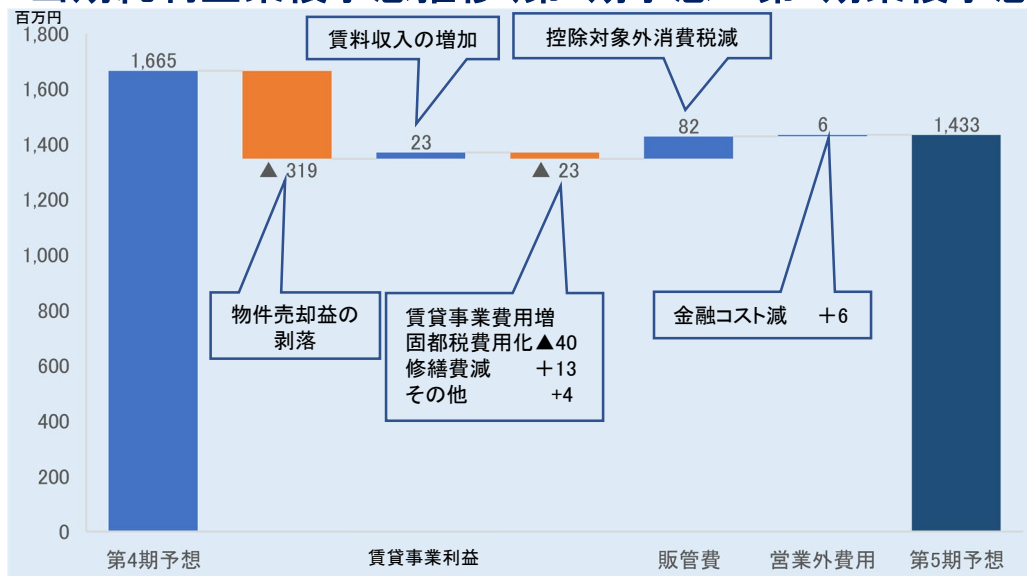 百万円
1,800
1,600
1,400
1,200
1,000
800
600
400
200
0
1,665
▲ 319
23
▲ 23
82
6
1,433
賃料収入の増加
控除対象外消費税減
物件売却益の
剥落
賃貸事業費用増
固都税費用化▲40
修繕費減 ＋13
その他 +4
金融コスト減 ＋6
第4期予想
賃貸事業利益
販管費
営業外費用
第5期予想